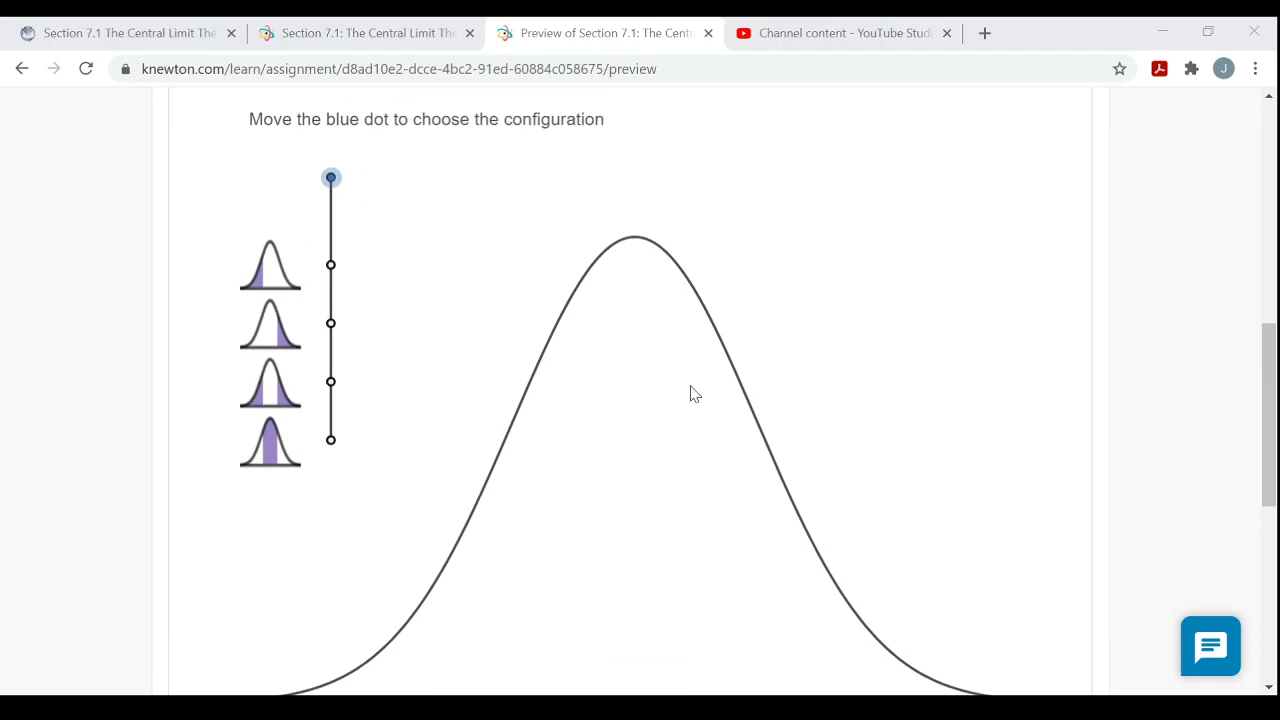 Section 7.1 The Central Limit The
Section 7.1: The Central Limit The
Preview of Section 7.1: The Centr
Channel content - YouTube Studi
knewton.com/learn/assignment/d8ad10e2-dcce-4bc2-91ed-60884c058675/preview
J
Move the blue dot to choose the configuration